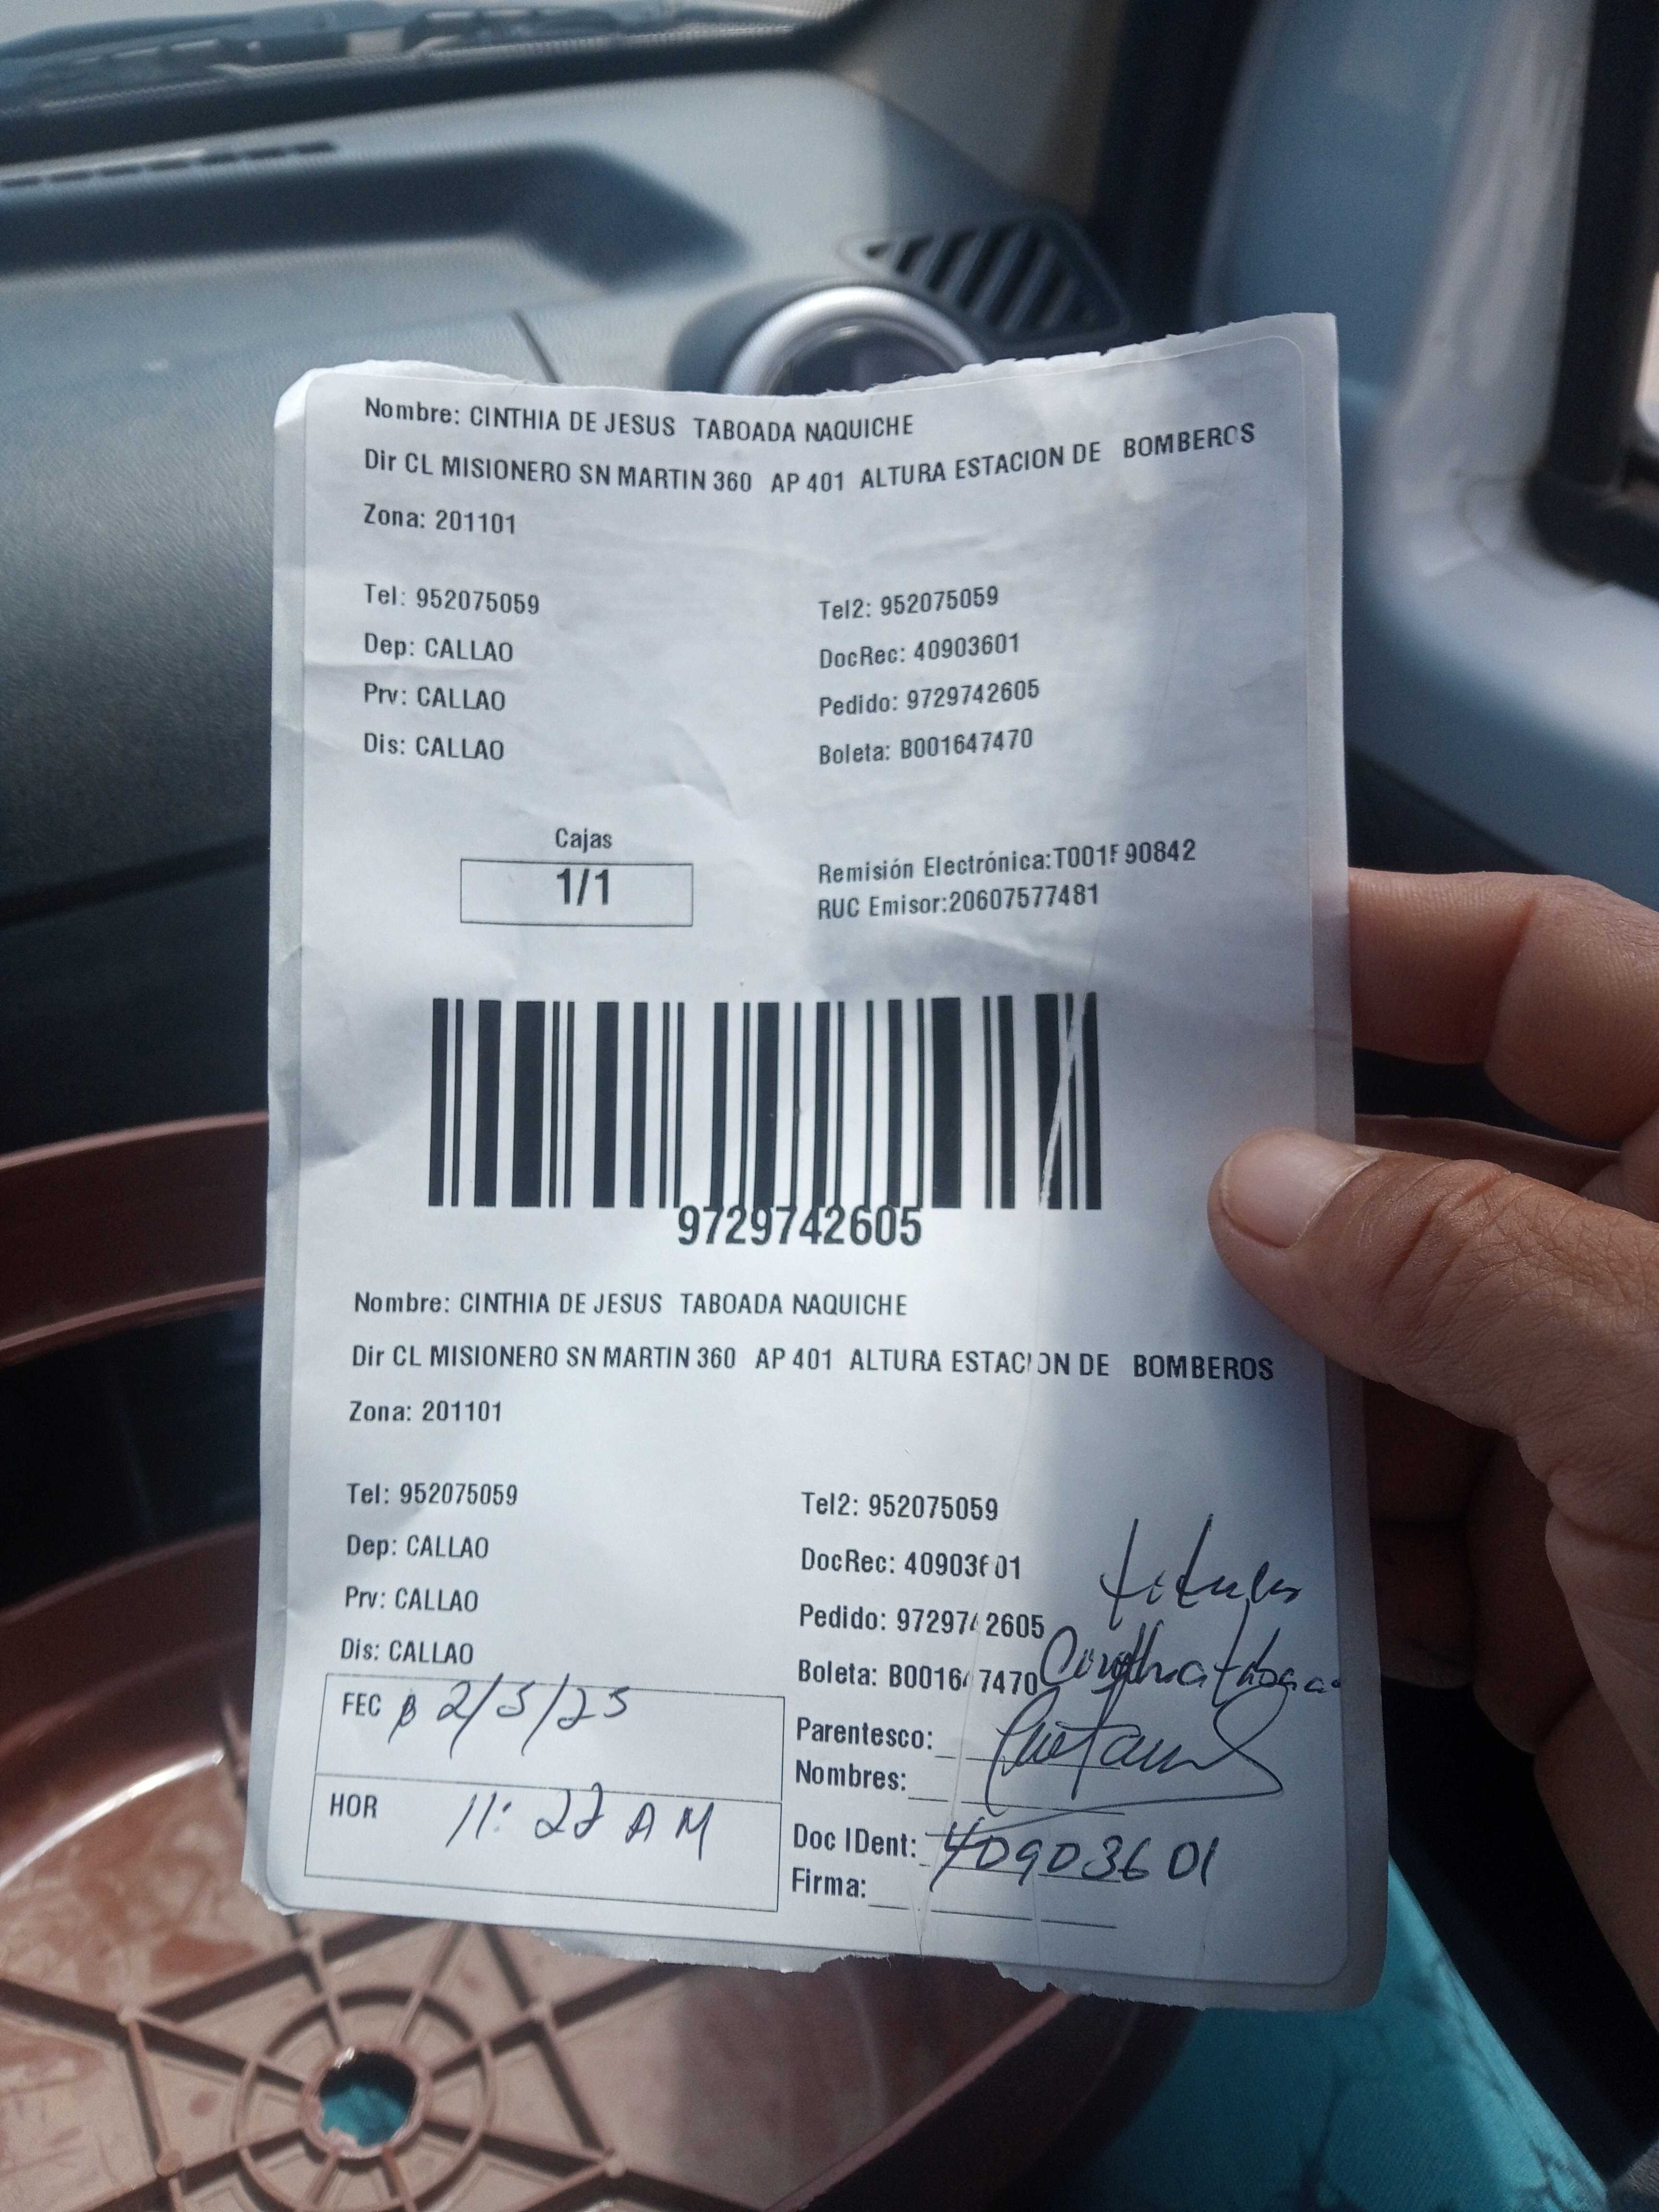 Nombre: CINTHIA DE JESUS TABOADA NAQUICHE
Dir CL MISIONERO SN MARTIN 360 AP 401 ALTURA ESTACION DE BOMBEROS
Zona: 201101
Tel: 952075059 Tel2: 952075059
Dep: CALLAO DocRec: 40903601
Prv: CALLAO Pedido: 9729742605
Dis: CALLAO Boleta: B001647470
Cajas
1/1
Remisión Electrónica:T001 90842
RUC Emisor:20607577481
9729742605
Nombre: CINTHIA DE JESUS TABOADA NAQUICHE
Dir CL MISIONERO SN MARTIN 360 AP 401 ALTURA ESTACION DE BOMBEROS
Zona: 201101
Tel: 952075059 Tel2: 952075059
Dep: CALLAO DocRec: 40903601
titular
Prv: CALLAO Pedido: 9729742605
Dis: CALLAO Boleta: B001647470
FEC 2/5/25
Parentesco:
Nombres:
HOR 11:22 AM
Doc IDent: 40903601
Firma: